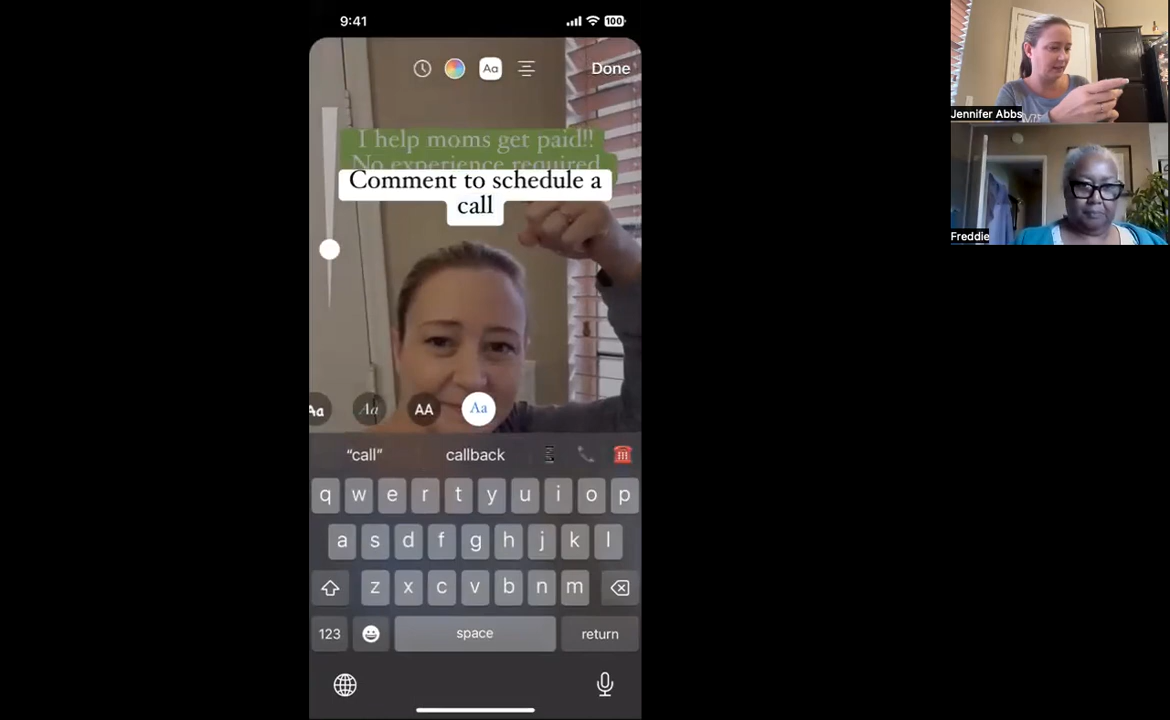 9:41
100
Aa
Done
I help moms get paid!!
No experience required
Comment to schedule a
call
Aa
Aa
AA
Aa
“call”
callback
q w e r t y u i o p
a s d f g h j k l
z x c v b n m
123
space
return
Jennifer Abbs
Freddie